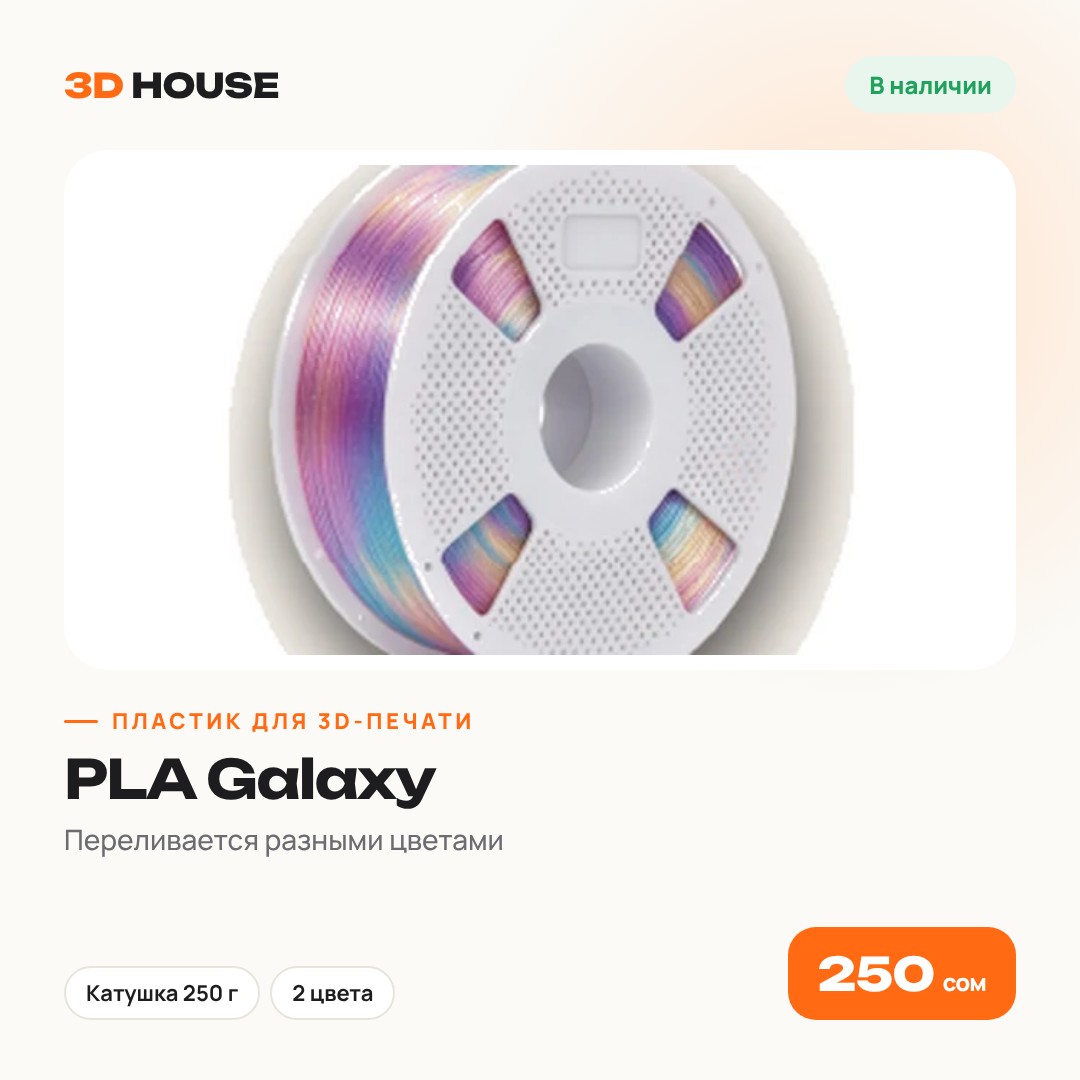 3D HOUSE
В наличии
ПЛАСТИК ДЛЯ 3D-ПЕЧАТИ
PLA Galaxy
Переливается разными цветами
Катушка 250 г
2 цвета
250 сом